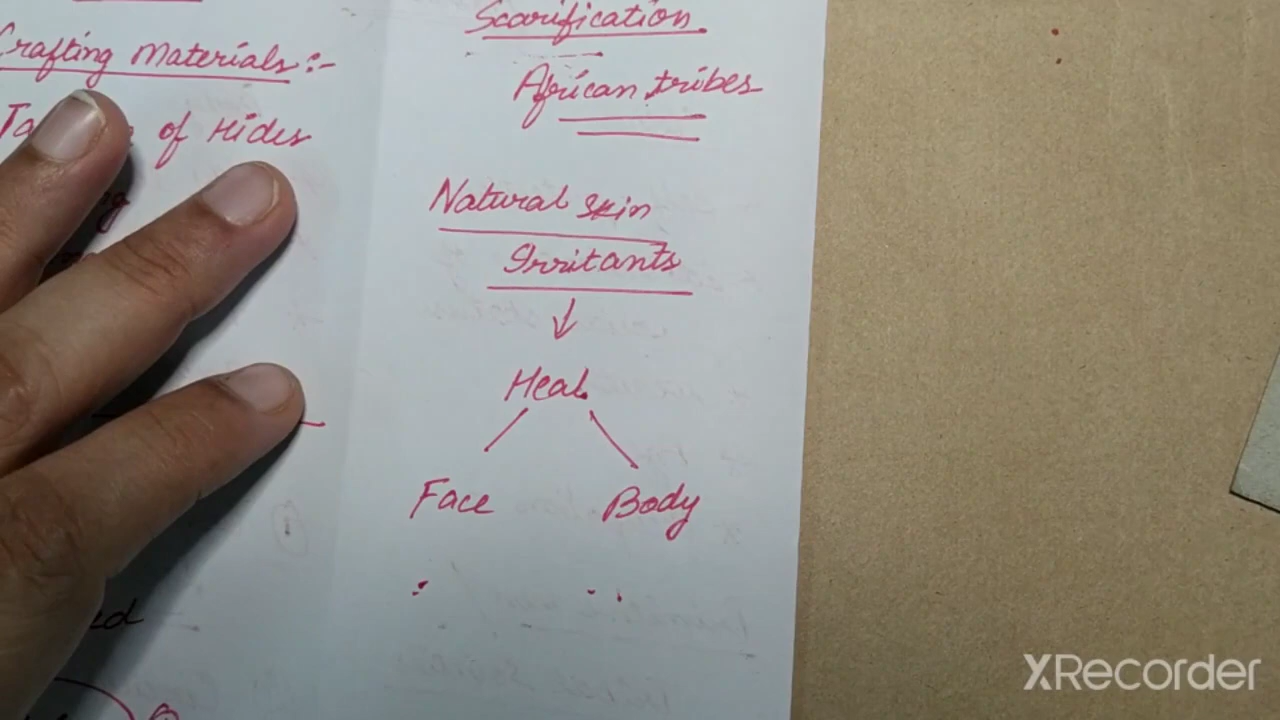 Crafting Materials:-
of Hides
Scarification
African tribes
Natural skin
Irritants
Heal.
Face Body
XRecorder